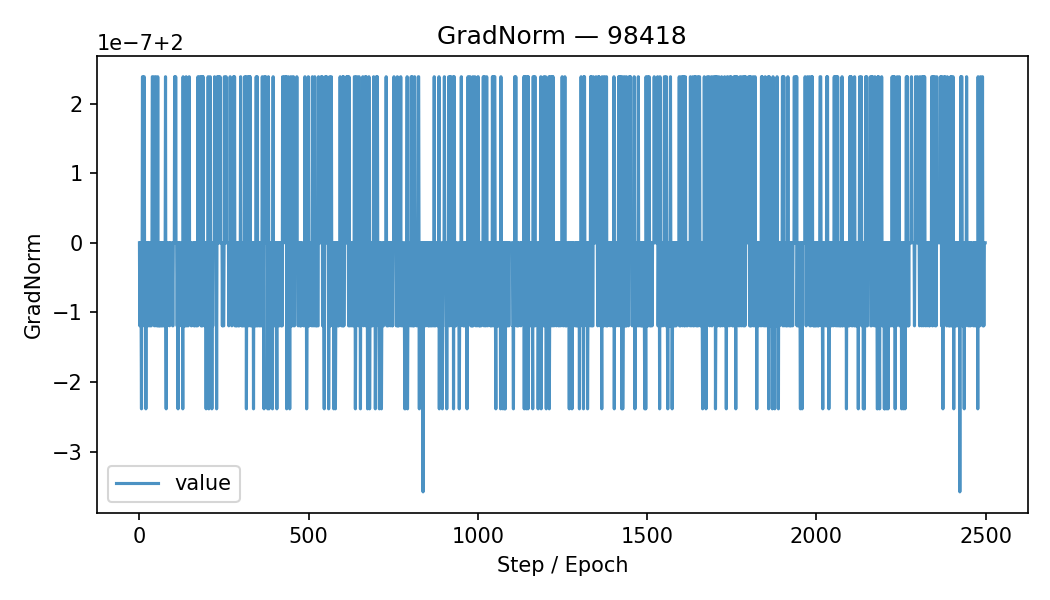 GradNorm — 98418
1e−7+2
2
1
0
−1
−2
−3
GradNorm
value
0 500 1000 1500 2000 2500
Step / Epoch